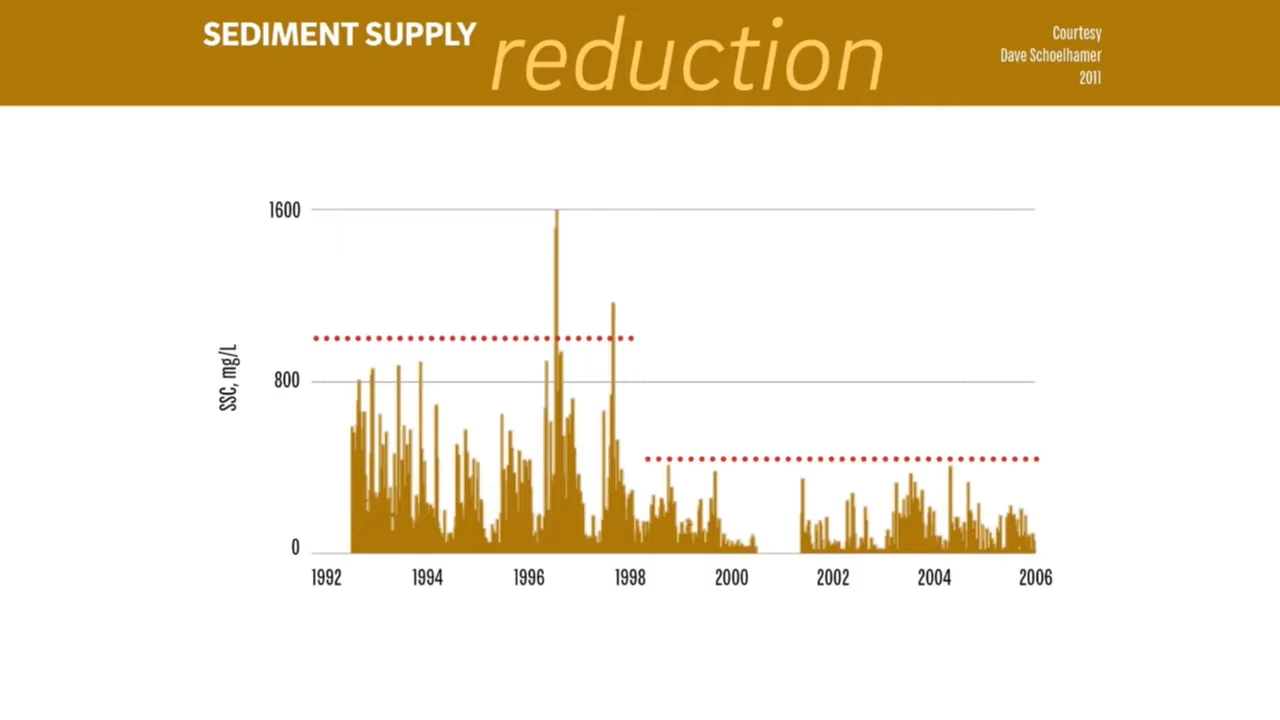 SEDIMENT SUPPLY reduction
Courtesy
Dave Schoelhamer
2011
1600
800
0
SSC, mg/L
1992 1994 1996 1998 2000 2002 2004 2006